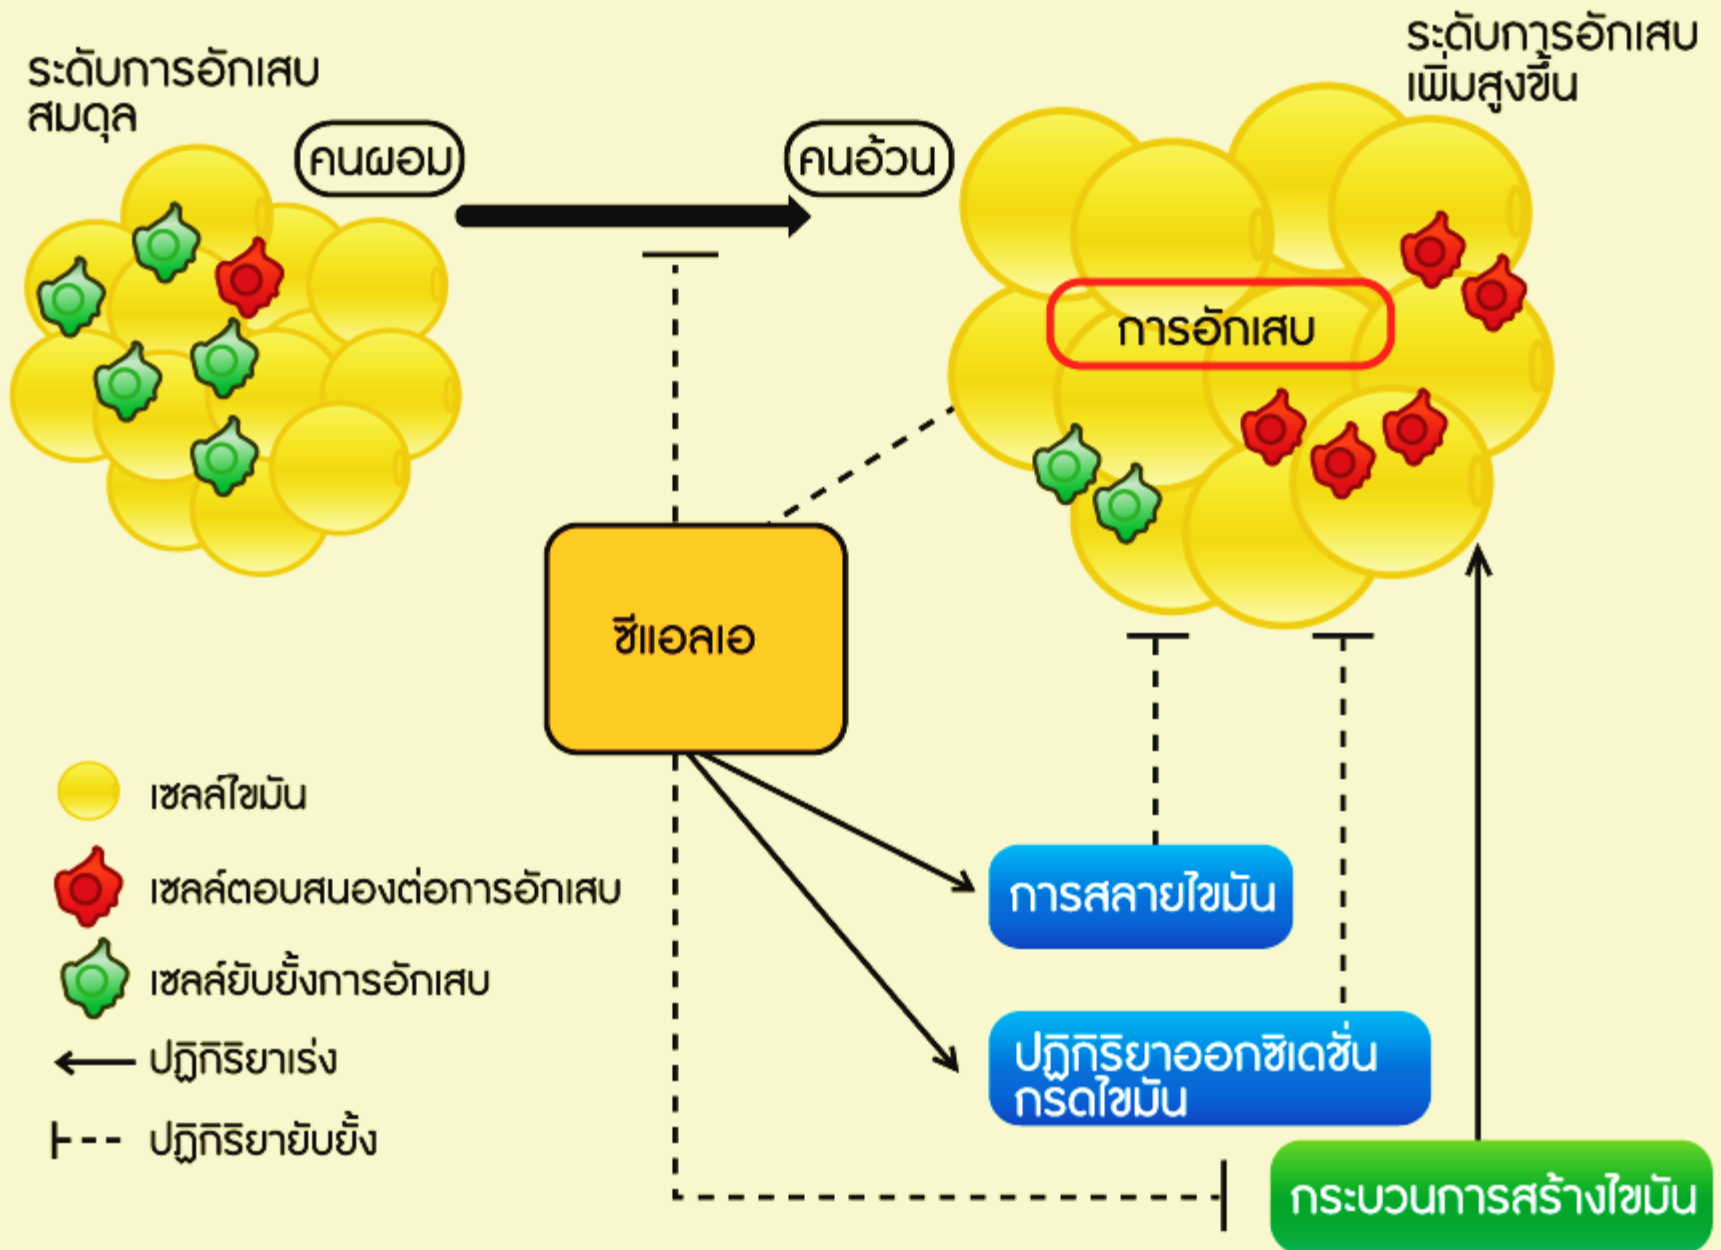 ระดับการอักเสบ
สมดุล
คนผอม
คนอ้วน
ระดับการอักเสบ
เพิ่มสูงขึ้น
การอักเสบ
ซีแอลเอ
เซลล์ไขมัน
เซลล์ตอบสนองต่อการอักเสบ
เซลล์ยับยั้งการอักเสบ
ปฏิกิริยาเร่ง
ปฏิกิริยายับยั้ง
การสลายไขมัน
ปฏิกิริยาออกซิเดชั่น
กรดไขมัน
กระบวนการสร้างไขมัน